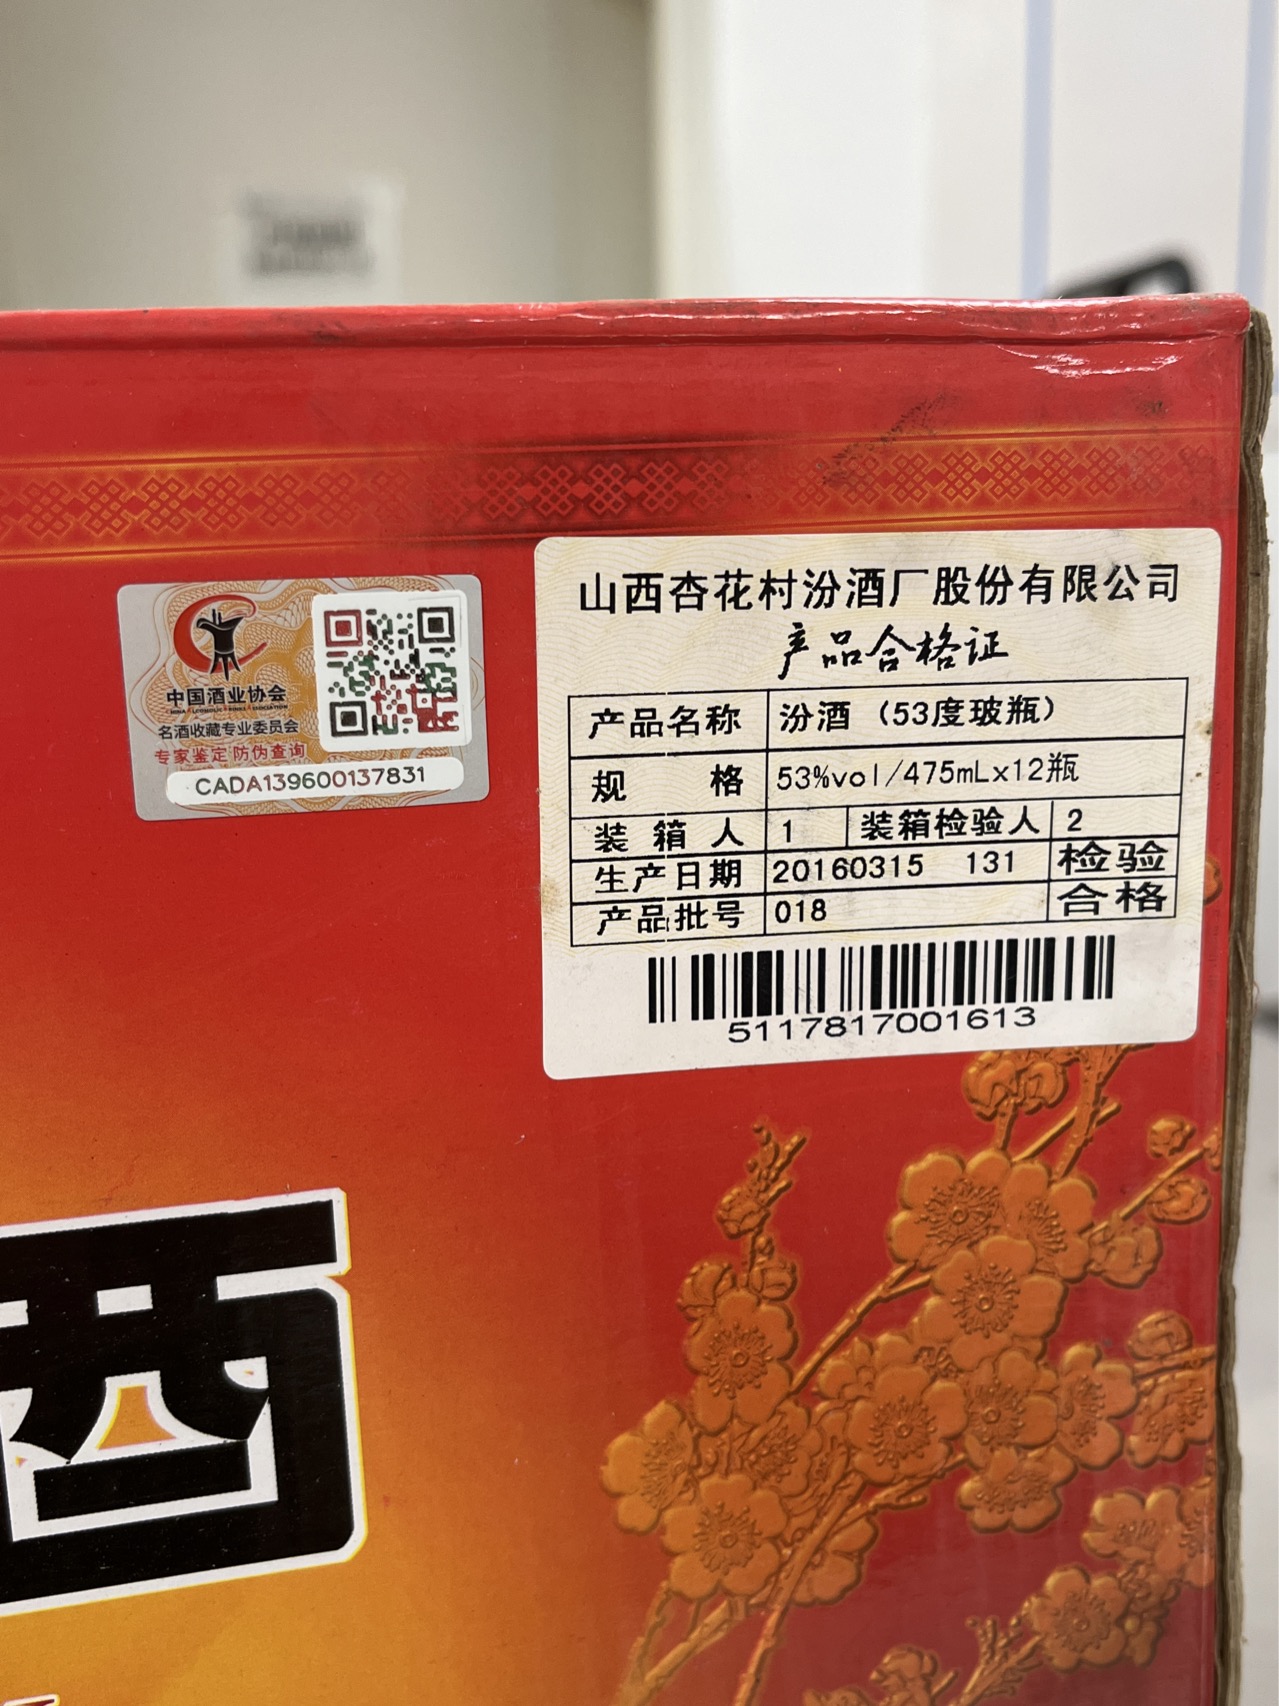 中国酒业协会
CHINA ALCOHOLIC DRINKS ASSOCIATION
名酒收藏专业委员会
专家鉴定防伪查询
CADA139600137831
山西杏花村汾酒厂股份有限公司
产品合格证
产品名称 汾酒（53度玻瓶）
规 格 53%vol/475mLx12瓶
装箱人 1 装箱检验人 2
生产日期 20160315 131 检验
产品批号 018 合格
5117817001613